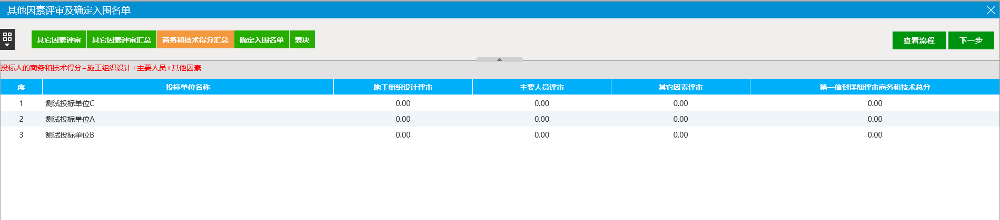 其他因素评审及确定入围名单
其它因素评审 其它因素评审汇总 商务和技术得分汇总 确定入围名单 表决 查看流程 下一步
投标人的商务和技术得分=施工组织设计+主要人员+其他因素
序 投标单位名称 施工组织设计评审 主要人员评审 其它因素评审 第一信封详细评审商务和技术总分
1 测试投标单位C 0.00 0.00 0.00 0.00
2 测试投标单位A 0.00 0.00 0.00 0.00
3 测试投标单位B 0.00 0.00 0.00 0.00